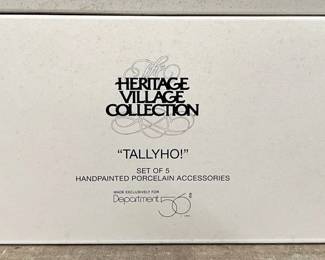 The
HERITAGE
VILLAGE
COLLECTION
"TALLYHO!"
SET OF 5
HANDPAINTED PORCELAIN ACCESSORIES
MADE EXCLUSIVELY FOR
Department 56